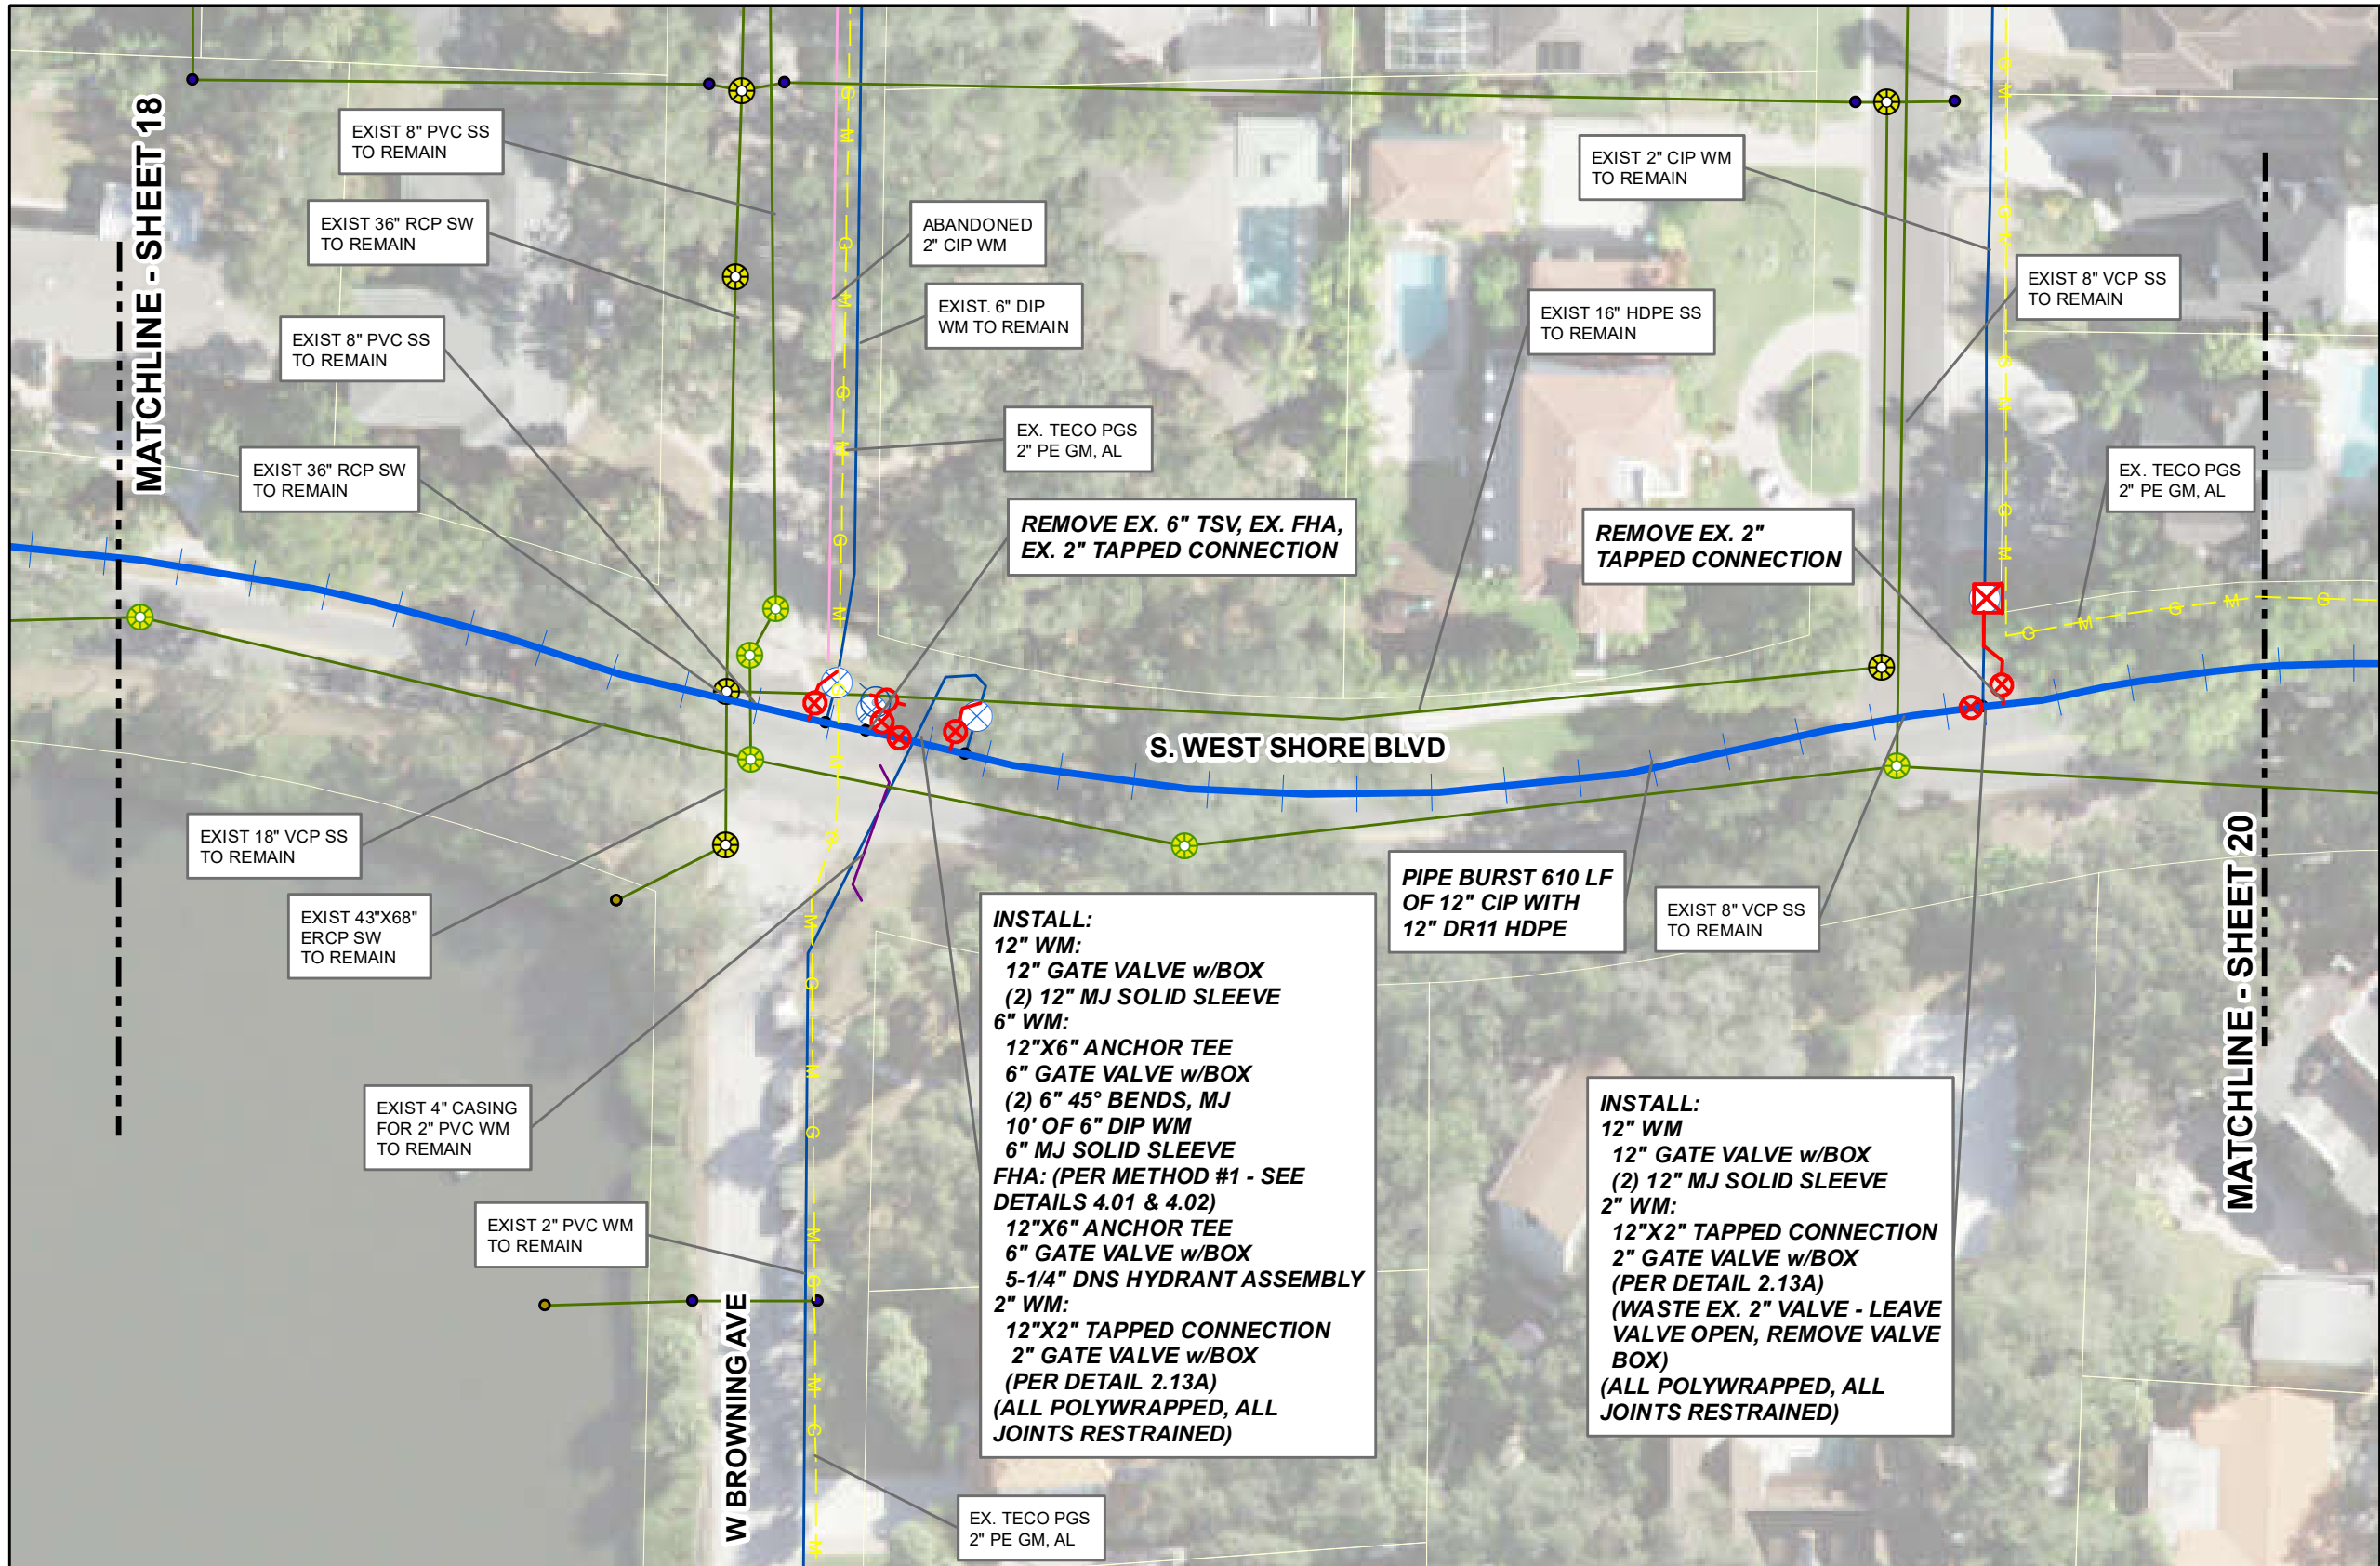 MATCHLINE - SHEET 18
EXIST 8" PVC SS
TO REMAIN
EXIST 36" RCP SW
TO REMAIN
EXIST 8" PVC SS
TO REMAIN
EXIST 36" RCP SW
TO REMAIN
ABANDONED
2" CIP WM
EXIST. 6" DIP
WM TO REMAIN
EX. TECO PGS
2" PE GM, AL
REMOVE EX. 6" TSV, EX. FHA,
EX. 2" TAPPED CONNECTION
EXIST 16" HDPE SS
TO REMAIN
EXIST 2" CIP WM
TO REMAIN
EXIST 8" VCP SS
TO REMAIN
REMOVE EX. 2"
TAPPED CONNECTION
EX. TECO PGS
2" PE GM, AL
S. WEST SHORE BLVD
EXIST 18" VCP SS
TO REMAIN
EXIST 43"X68"
ERCP SW
TO REMAIN
EXIST 4" CASING
FOR 2" PVC WM
TO REMAIN
EXIST 2" PVC WM
TO REMAIN
W BROWNING AVE
INSTALL:
12" WM:
12" GATE VALVE w/BOX
(2) 12" MJ SOLID SLEEVE
6" WM:
12"X6" ANCHOR TEE
6" GATE VALVE w/BOX
(2) 6" 45° BENDS, MJ
10' OF 6" DIP WM
6" MJ SOLID SLEEVE
FHA: (PER METHOD #1 - SEE
DETAILS 4.01 & 4.02)
12"X6" ANCHOR TEE
6" GATE VALVE w/BOX
5-1/4" DNS HYDRANT ASSEMBLY
2" WM:
12"X2" TAPPED CONNECTION
2" GATE VALVE w/BOX
(PER DETAIL 2.13A)
(ALL POLYWRAPPED, ALL
JOINTS RESTRAINED)
EX. TECO PGS
2" PE GM, AL
PIPE BURST 610 LF
OF 12" CIP WITH
12" DR11 HDPE
EXIST 8" VCP SS
TO REMAIN
INSTALL:
12" WM
12" GATE VALVE w/BOX
(2) 12" MJ SOLID SLEEVE
2" WM:
12"X2" TAPPED CONNECTION
2" GATE VALVE w/BOX
(PER DETAIL 2.13A)
(WASTE EX. 2" VALVE - LEAVE
VALVE OPEN, REMOVE VALVE
BOX)
(ALL POLYWRAPPED, ALL
JOINTS RESTRAINED)
MATCHLINE - SHEET 20